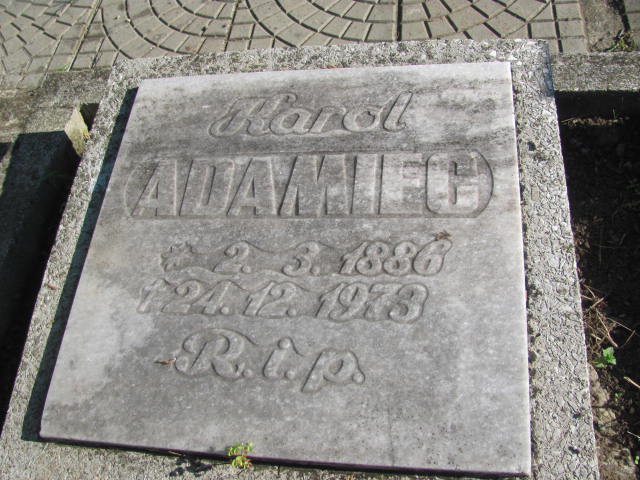 Karol
ADAMIEC
* 2. 3. 1886
† 24. 12. 1973
R.i.p.